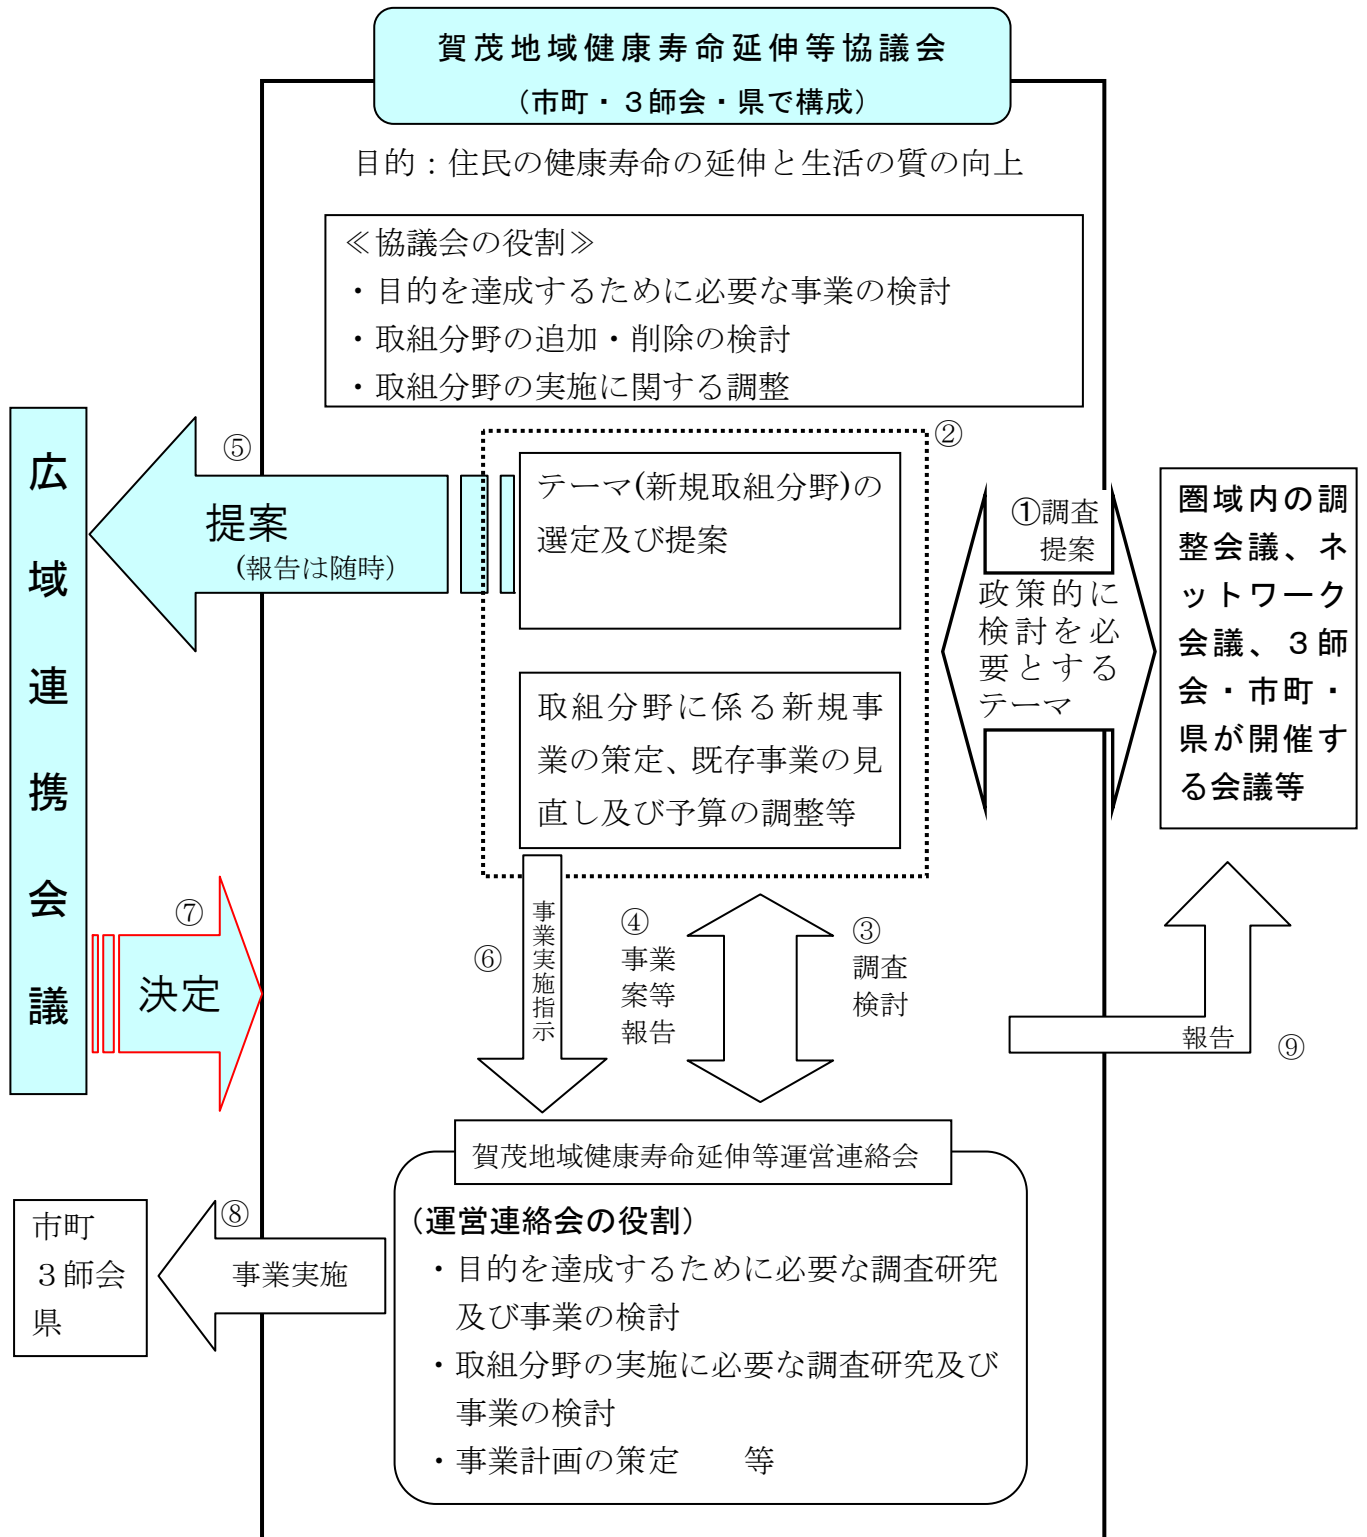 賀茂地域健康寿命延伸等協議会
（市町・３師会・県で構成）
目的：住民の健康寿命の延伸と生活の質の向上
≪協議会の役割≫
・目的を達成するために必要な事業の検討
・取組分野の追加・削除の検討
・取組分野の実施に関する調整
広域連携会議
⑤
提案
(報告は随時)
②
テーマ(新規取組分野)の
選定及び提案
取組分野に係る新規事
業の策定、既存事業の見
直し及び予算の調整等
①調査
提案
政策的に
検討を必
要とする
テーマ
圏域内の調
整会議、ネ
ットワーク
会議、３師
会・市町・
県が開催す
る会議等
⑦
決定
⑥
事業実施指示
④
事業
案等
報告
③
調査
検討
報告
⑨
賀茂地域健康寿命延伸等運営連絡会
（運営連絡会の役割）
・目的を達成するために必要な調査研究
及び事業の検討
・取組分野の実施に必要な調査研究及び
事業の検討
・事業計画の策定　　等
⑧
事業実施
市町
３師会
県